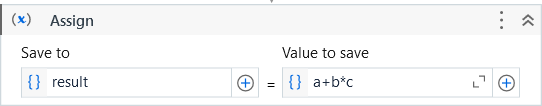 (x) Assign
Save to Value to save
{} result = {} a+b*c